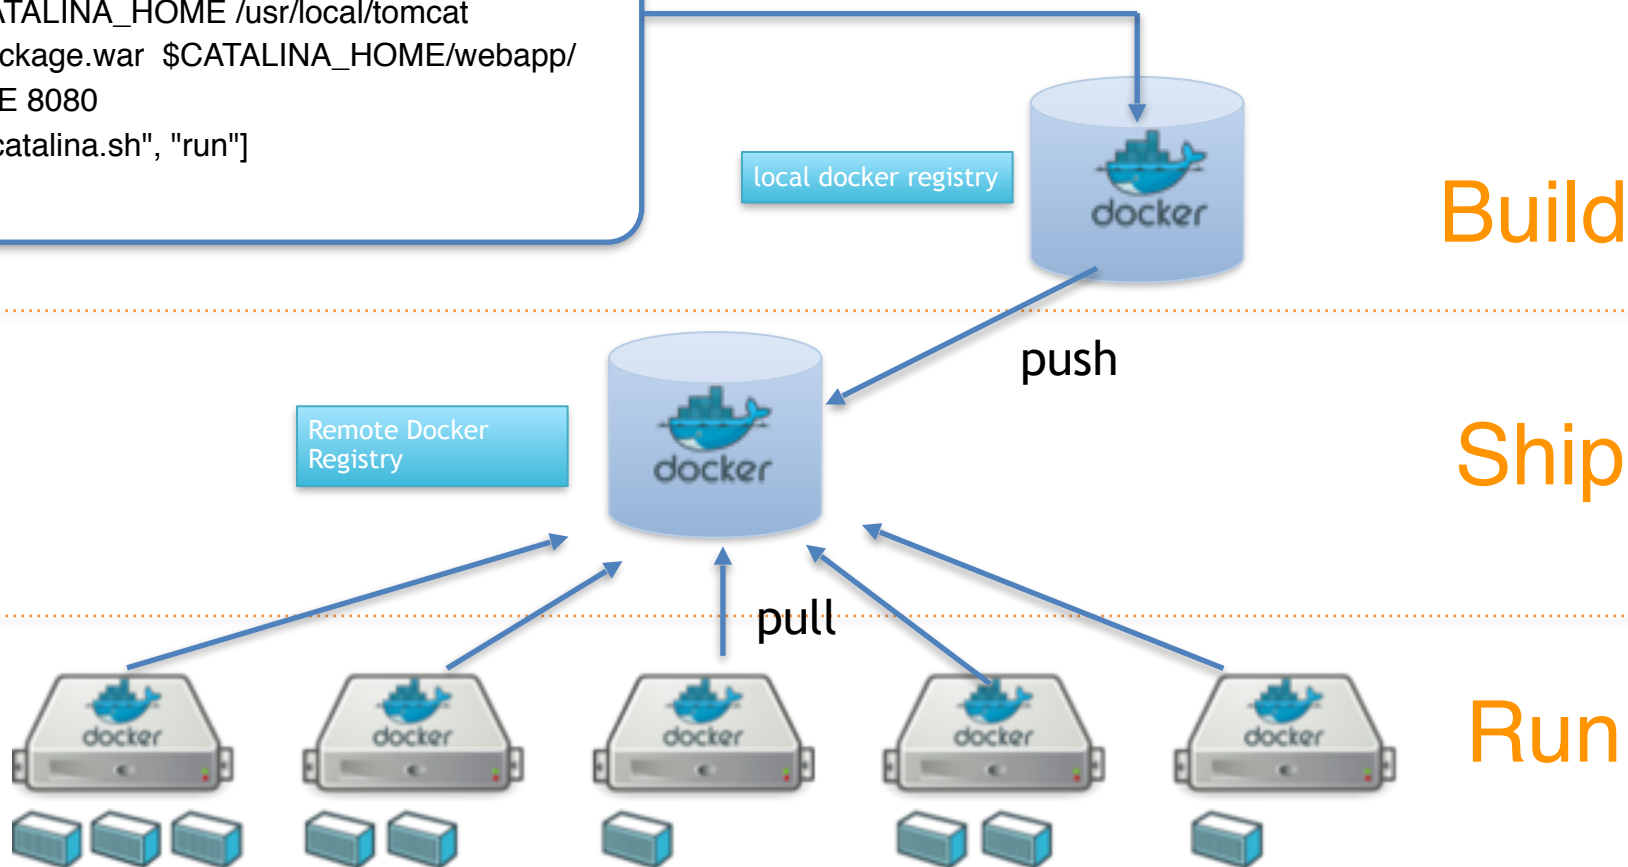 ATALINA_HOME /usr/local/tomcat
ckage.war $CATALINA_HOME/webapp/
E 8080
catalina.sh", "run"]
local docker registry
docker
Build
push
Remote Docker
Registry
docker
Ship
pull
docker
docker
docker
docker
docker
Run